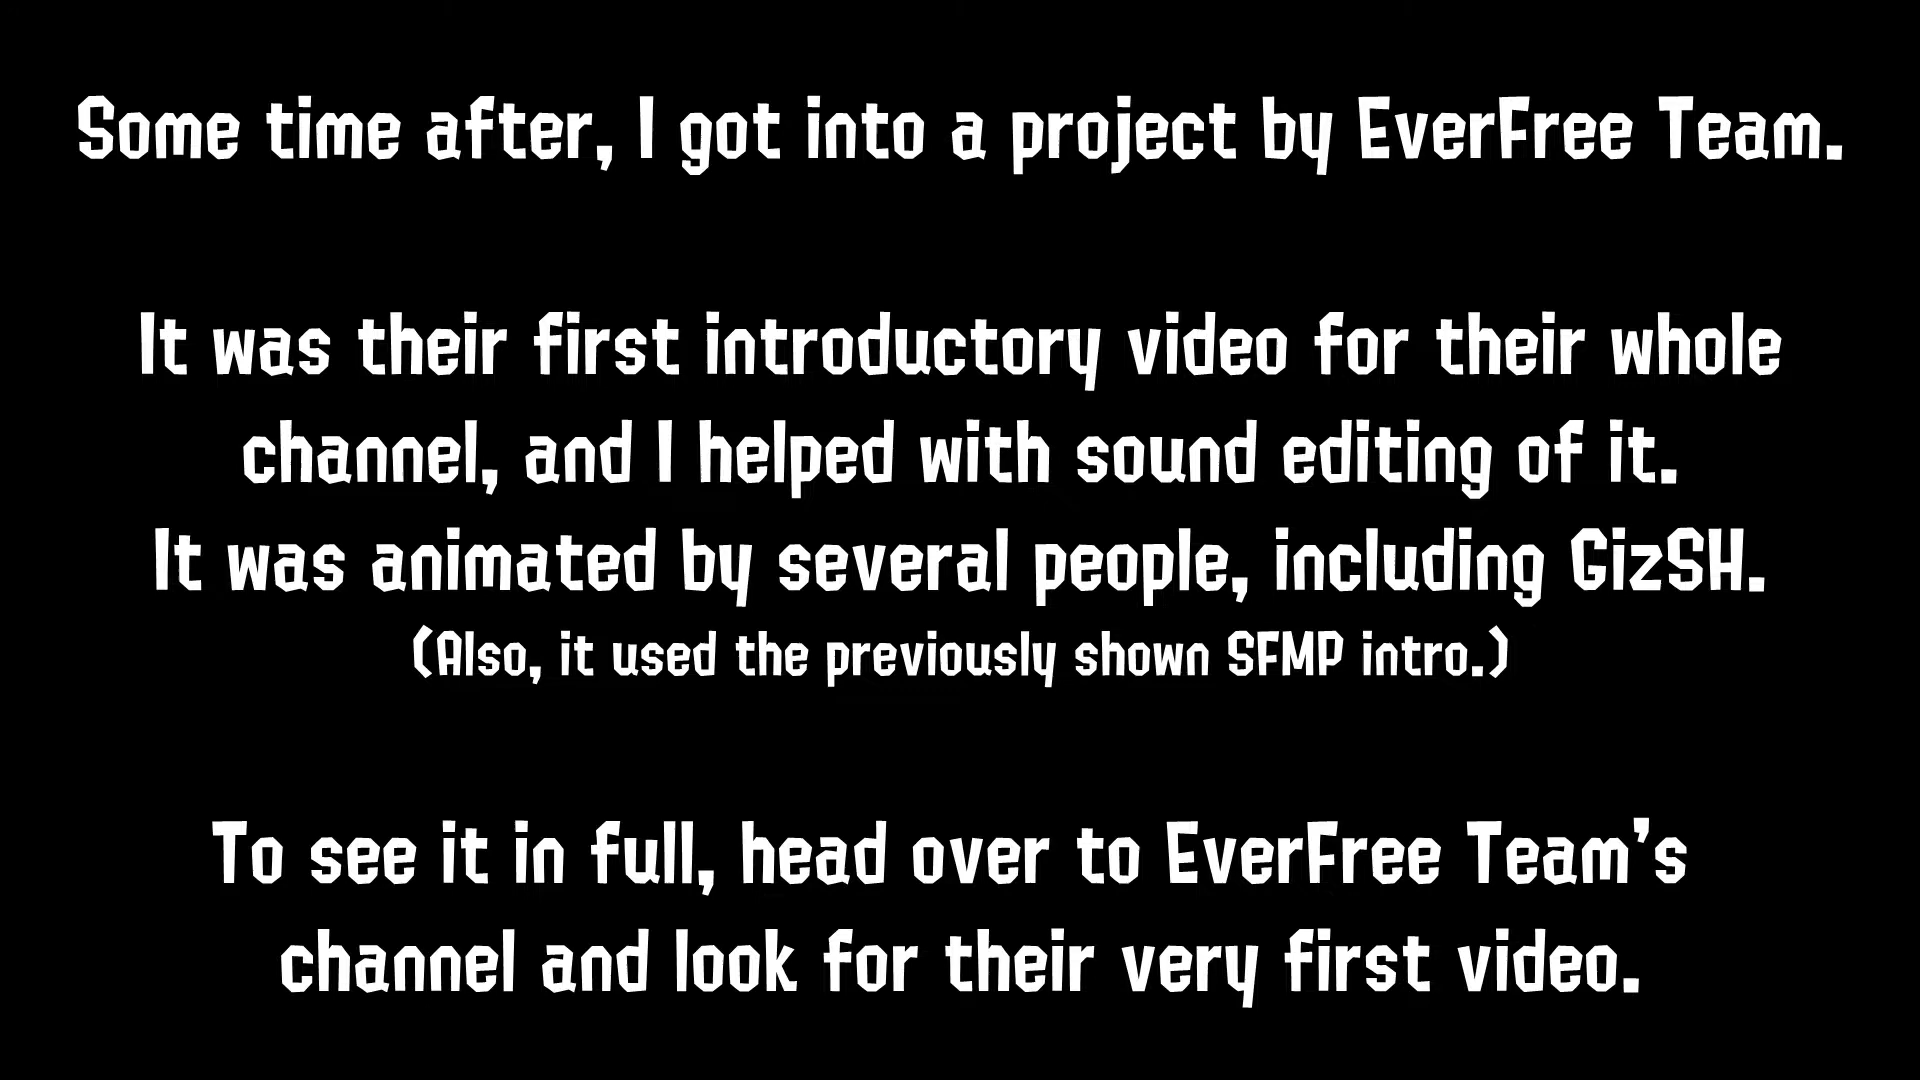 Some time after, I got into a project by EverFree Team.
It was their first introductory video for their whole
channel, and I helped with sound editing of it.
It was animated by several people, including GizSH.
(Also, it used the previously shown SFMP intro.)
To see it in full, head over to EverFree Team's
channel and look for their very first video.